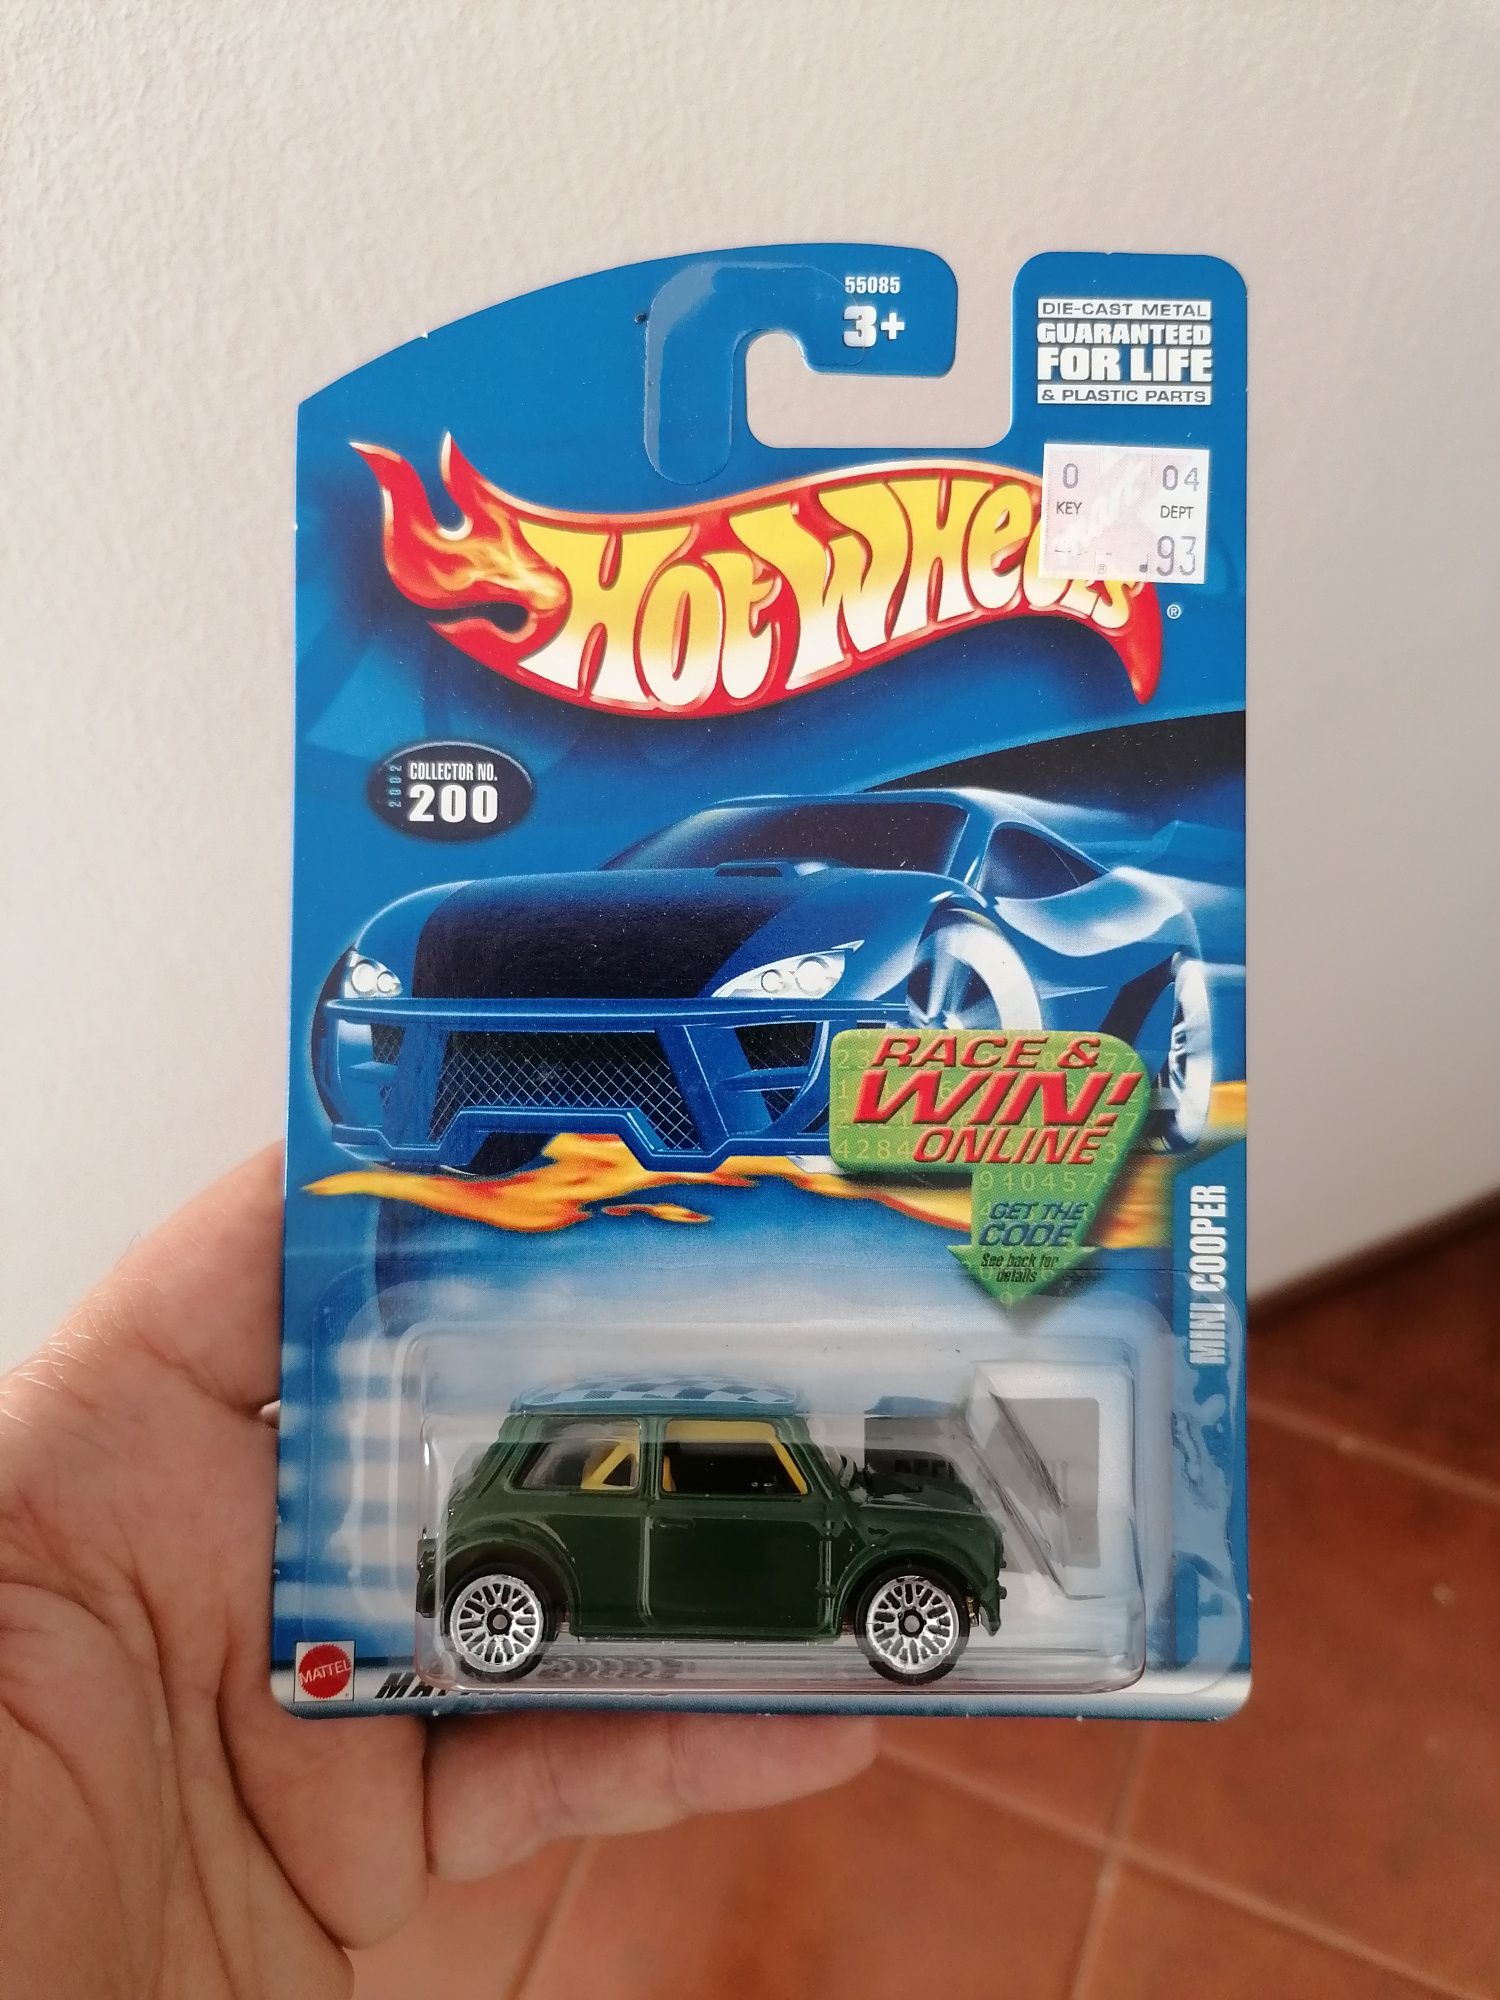 55085
3+
DIE-CAST METAL
GUARANTEED
FOR LIFE
& PLASTIC PARTS
0 04
KEY DEPT
.93
HOT WHEELS
®
2002
COLLECTOR NO.
200
RACE &
WIN!
ONLINE
GET THE
CODE
See back for
details
MINI COOPER
MATTEL